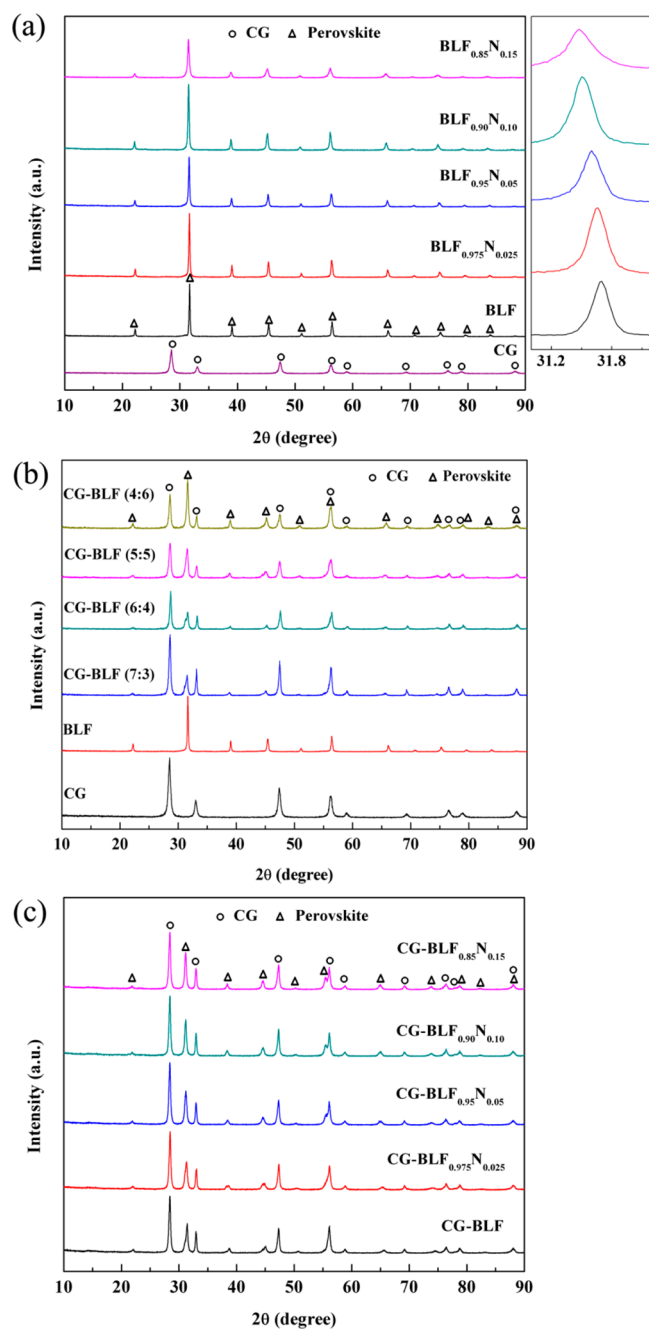 (a)
CG Perovskite
BLF0.85N0.15
BLF0.90N0.10
BLF0.95N0.05
BLF0.975N0.025
BLF
CG
Intensity (a.u.)
10 20 30 40 50 60 70 80 90
2θ (degree)
31.2 31.8
(b)
CG Perovskite
CG-BLF (4:6)
CG-BLF (5:5)
CG-BLF (6:4)
CG-BLF (7:3)
BLF
CG
Intensity (a.u.)
10 20 30 40 50 60 70 80 90
2θ (degree)
(c)
CG Perovskite
CG-BLF0.85N0.15
CG-BLF0.90N0.10
CG-BLF0.95N0.05
CG-BLF0.975N0.025
CG-BLF
Intensity (a.u.)
10 20 30 40 50 60 70 80 90
2θ (degree)